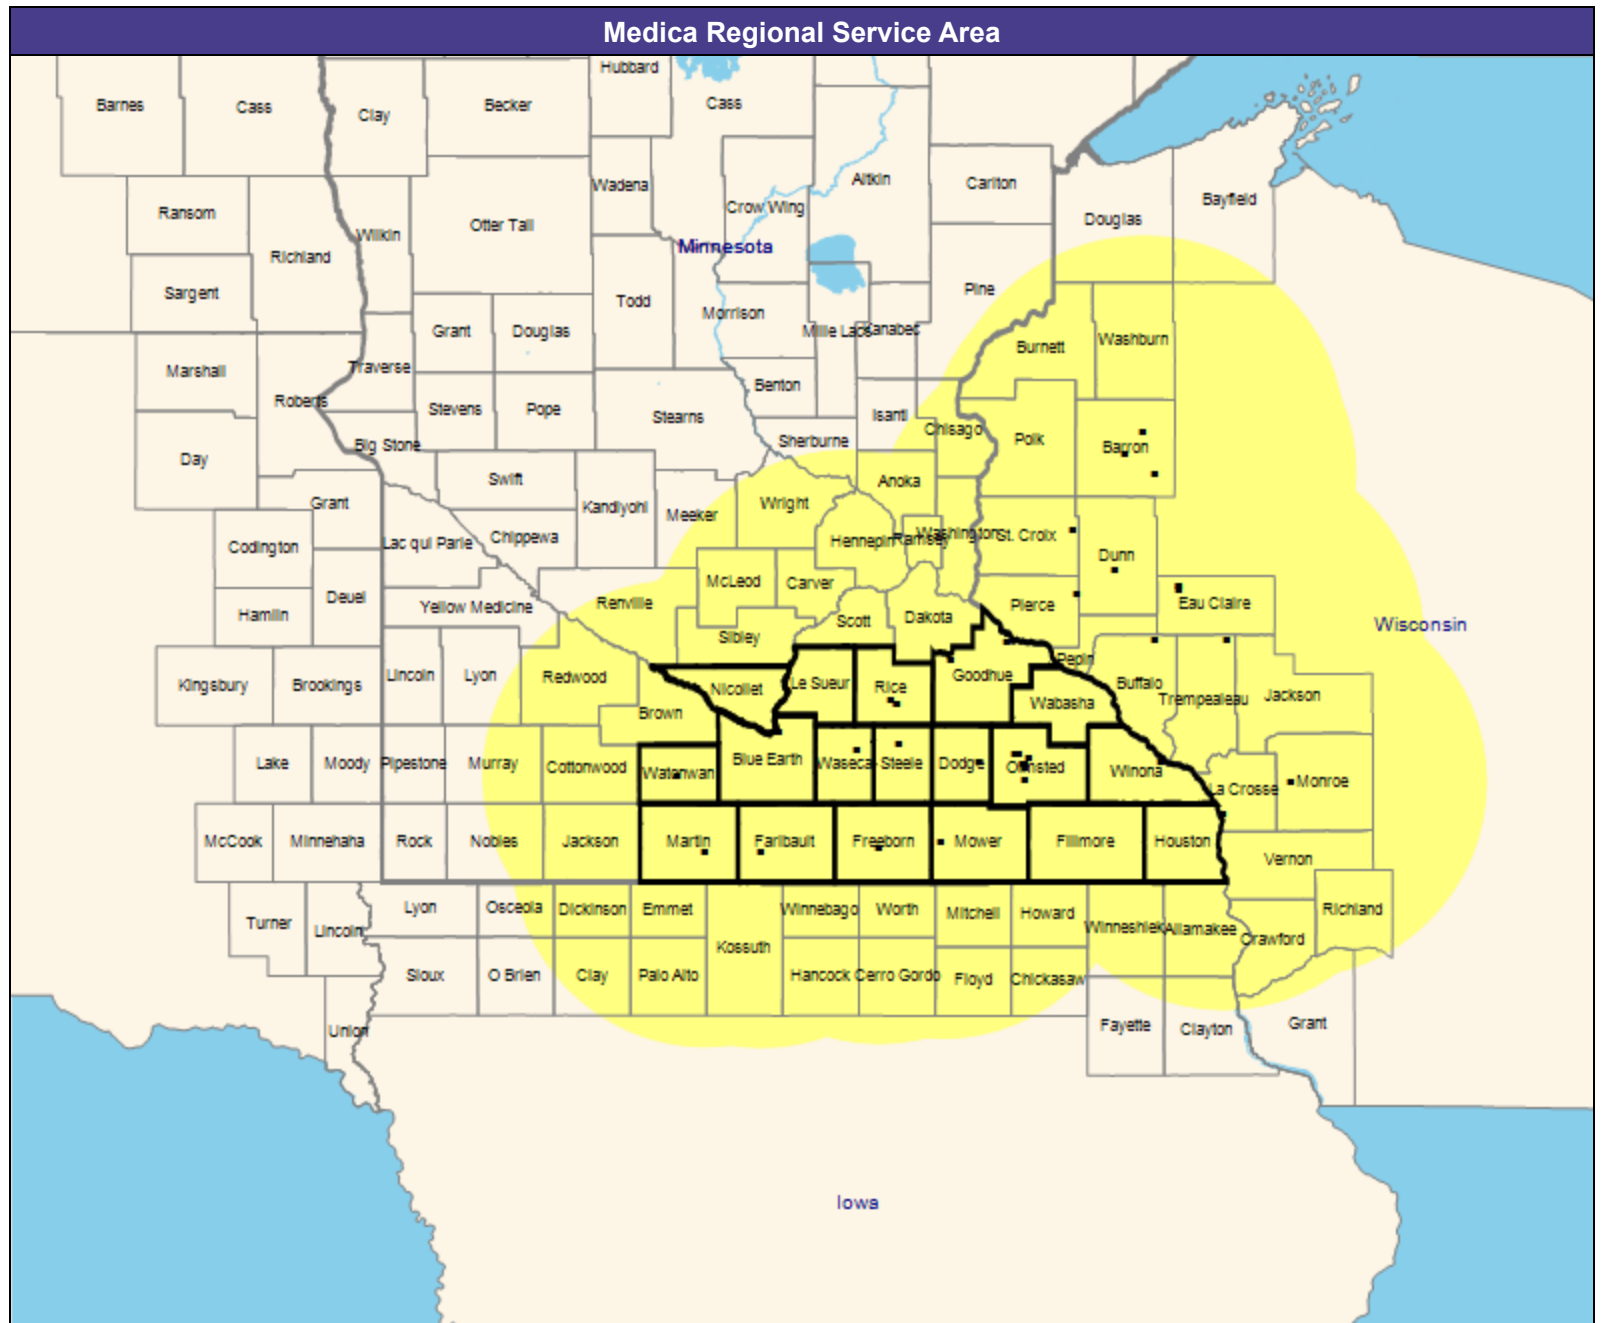 Medica Regional Service Area
Hubbard
Barnes
Cass
Clay
Becker
Cass
Wadena
Aitkin
Carlton
Ransom
Crow Wing
Bayfield
Douglas
Wilkin
Otter Tail
Minnesota
Richland
Sargent
Todd
Pine
Morrison
Grant
Douglas
Mille Lacs
Kanabec
Burnett
Washburn
Marshall
Traverse
Roberts
Benton
Stevens
Pope
Stearns
Isanti
Chisago
Polk
Barron
Big Stone
Sherburne
Day
Swift
Anoka
Grant
Kandiyohi
Meeker
Wright
Codington
Lac qui Parle
Chippewa
Hennepin
Ramsey
Washington
St. Croix
Dunn
McLeod
Carver
Deuel
Yellow Medicine
Renville
Pierce
Eau Claire
Hamlin
Scott
Dakota
Wisconsin
Sibley
Pepin
Kingsbury
Brookings
Lincoln
Lyon
Redwood
Nicollet
Le Sueur
Rice
Goodhue
Buffalo
Trempealeau
Jackson
Brown
Wabasha
Lake
Moody
Pipestone
Murray
Cottonwood
Watonwan
Blue Earth
Waseca
Steele
Dodge
Olmsted
Winona
La Crosse
Monroe
McCook
Minnehaha
Rock
Nobles
Jackson
Martin
Faribault
Freeborn
Mower
Fillmore
Houston
Vernon
Turner
Lincoln
Lyon
Osceola
Dickinson
Emmet
Winnebago
Worth
Mitchell
Howard
Winneshiek
Allamakee
Crawford
Richland
Kossuth
Sioux
O Brien
Clay
Palo Alto
Hancock
Cerro Gordo
Floyd
Chickasaw
Union
Fayette
Clayton
Grant
Iowa